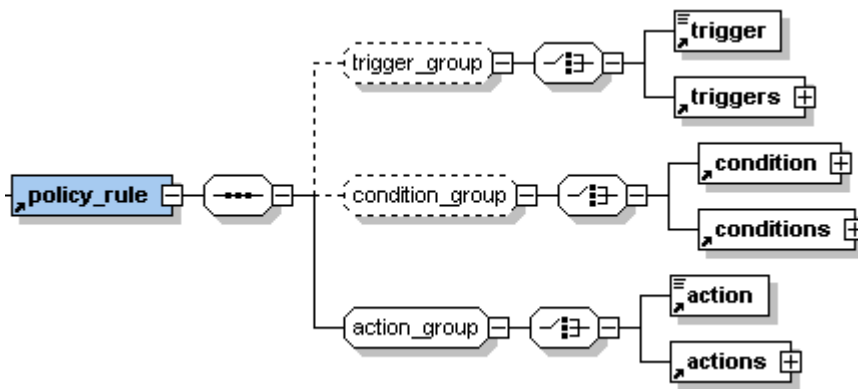 trigger
trigger_group
triggers
condition
policy_rule
condition_group
conditions
action
action_group
actions